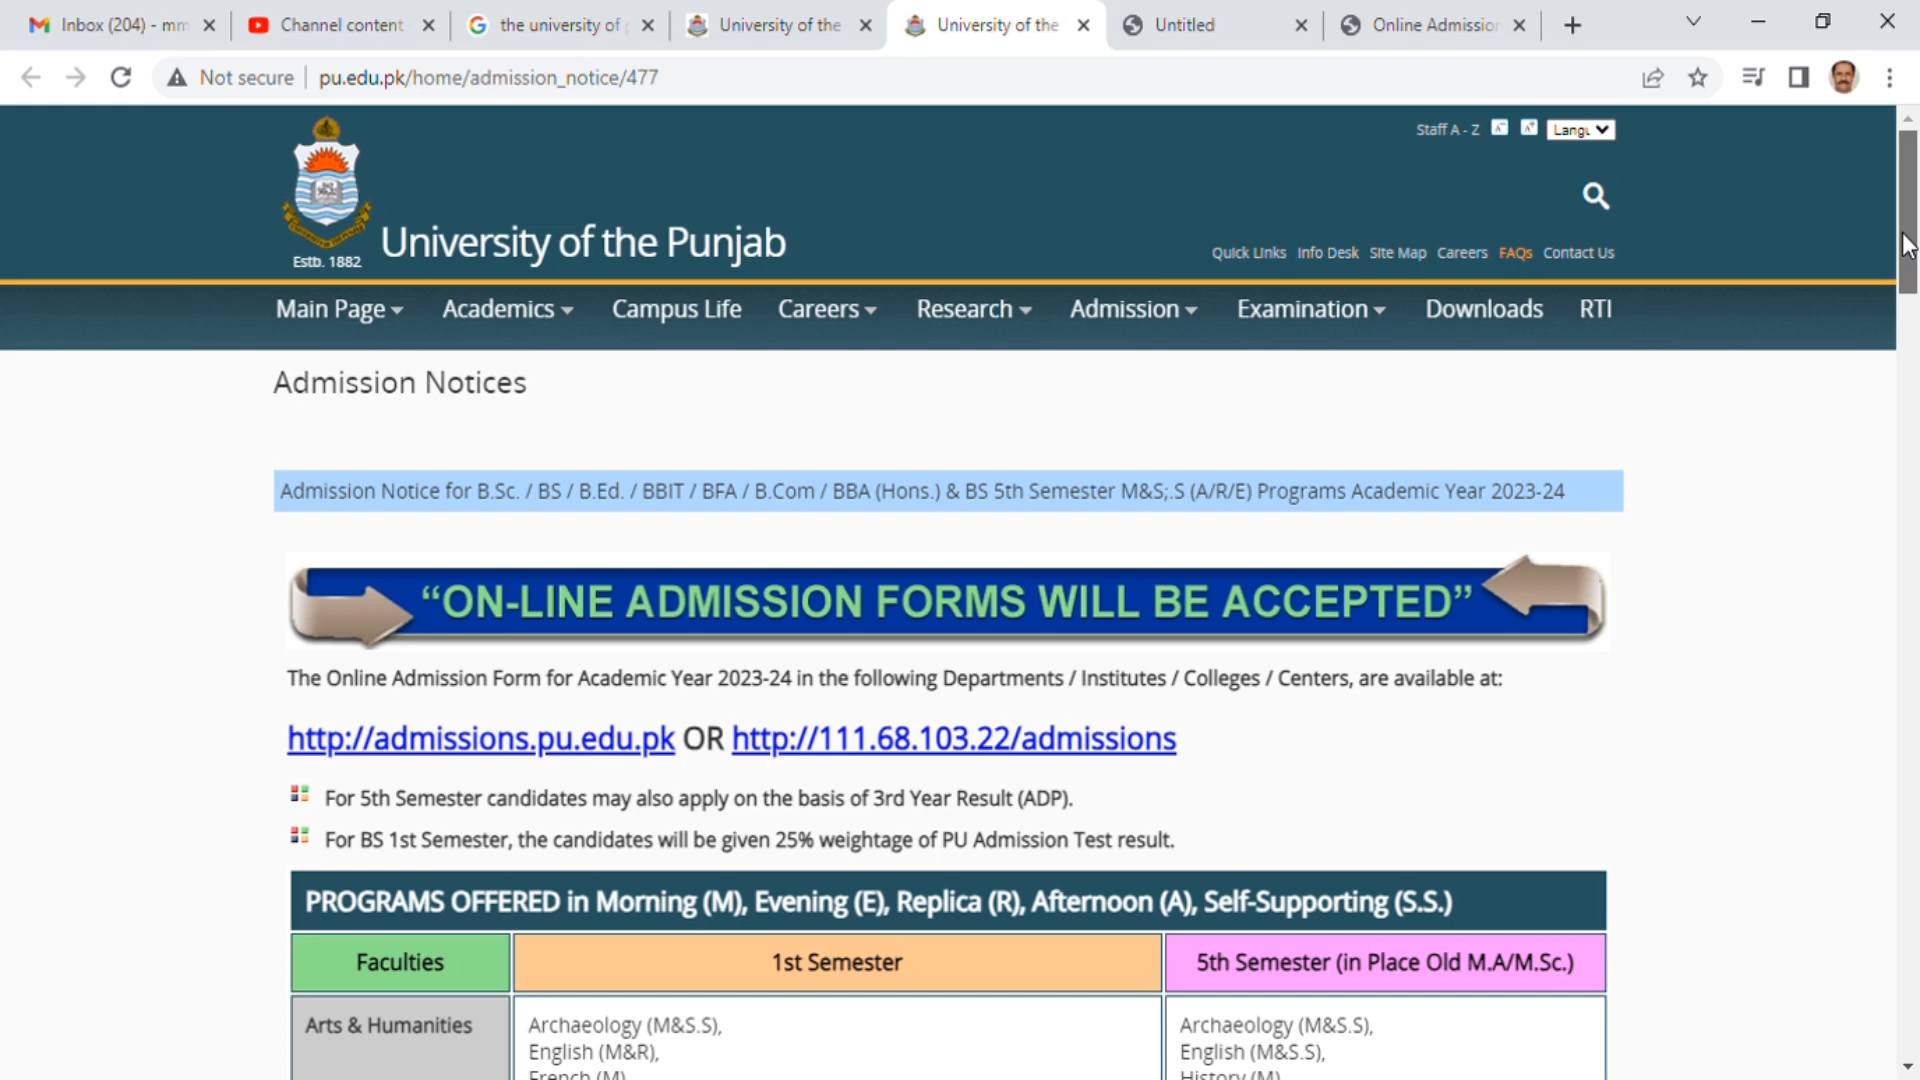 Inbox (204) - mm
Channel content
the university of
University of the
University of the
Untitled
Online Admission
Not secure
pu.edu.pk/home/admission_notice/477
Staff A - Z
A-
A+
Langu
Estb. 1882
University of the Punjab
Quick Links Info Desk Site Map Careers FAQs Contact Us
Main Page Academics Campus Life Careers Research Admission Examination Downloads RTI
Admission Notices
Admission Notice for B.Sc. / BS / B.Ed. / BBIT / BFA / B.Com / BBA (Hons.) & BS 5th Semester M&S;.S (A/R/E) Programs Academic Year 2023-24
“ON-LINE ADMISSION FORMS WILL BE ACCEPTED”
The Online Admission Form for Academic Year 2023-24 in the following Departments / Institutes / Colleges / Centers, are available at:
http://admissions.pu.edu.pk OR http://111.68.103.22/admissions
For 5th Semester candidates may also apply on the basis of 3rd Year Result (ADP).
For BS 1st Semester, the candidates will be given 25% weightage of PU Admission Test result.
PROGRAMS OFFERED in Morning (M), Evening (E), Replica (R), Afternoon (A), Self-Supporting (S.S.)
Faculties
1st Semester
5th Semester (in Place Old M.A/M.Sc.)
Arts & Humanities
Archaeology (M&S.S),
English (M&R),
French (M)
Archaeology (M&S.S),
English (M&S.S),
History (M)